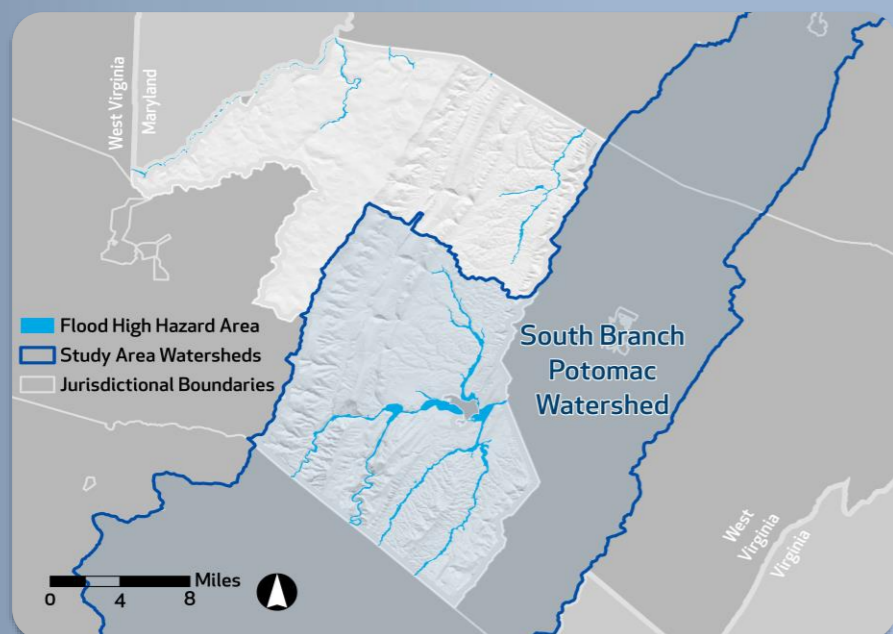 West Virginia
Maryland
Flood High Hazard Area
Study Area Watersheds
Jurisdictional Boundaries
South Branch
Potomac
Watershed
West Virginia
Virginia
Miles
0 4 8